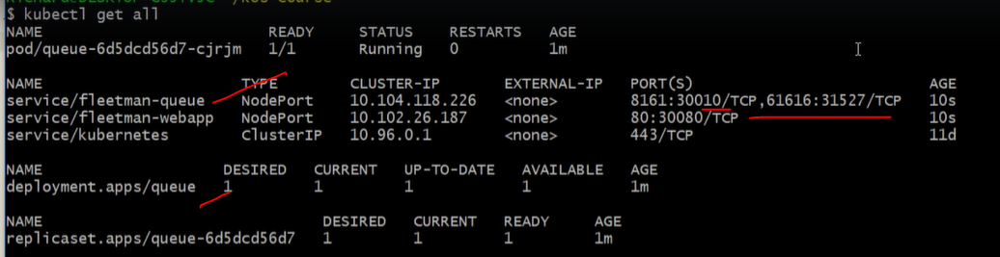 $ kubectl get all
NAME READY STATUS RESTARTS AGE
pod/queue-6d5dcd56d7-cjrjm 1/1 Running 0 1m
NAME TYPE CLUSTER-IP EXTERNAL-IP PORT(S) AGE
service/fleetman-queue NodePort 10.104.118.226 <none> 8161:30010/TCP,61616:31527/TCP 10s
service/fleetman-webapp NodePort 10.102.26.187 <none> 80:30080/TCP 10s
service/kubernetes ClusterIP 10.96.0.1 <none> 443/TCP 11d
NAME DESIRED CURRENT UP-TO-DATE AVAILABLE AGE
deployment.apps/queue 1 1 1 1 1m
NAME DESIRED CURRENT READY AGE
replicaset.apps/queue-6d5dcd56d7 1 1 1 1m